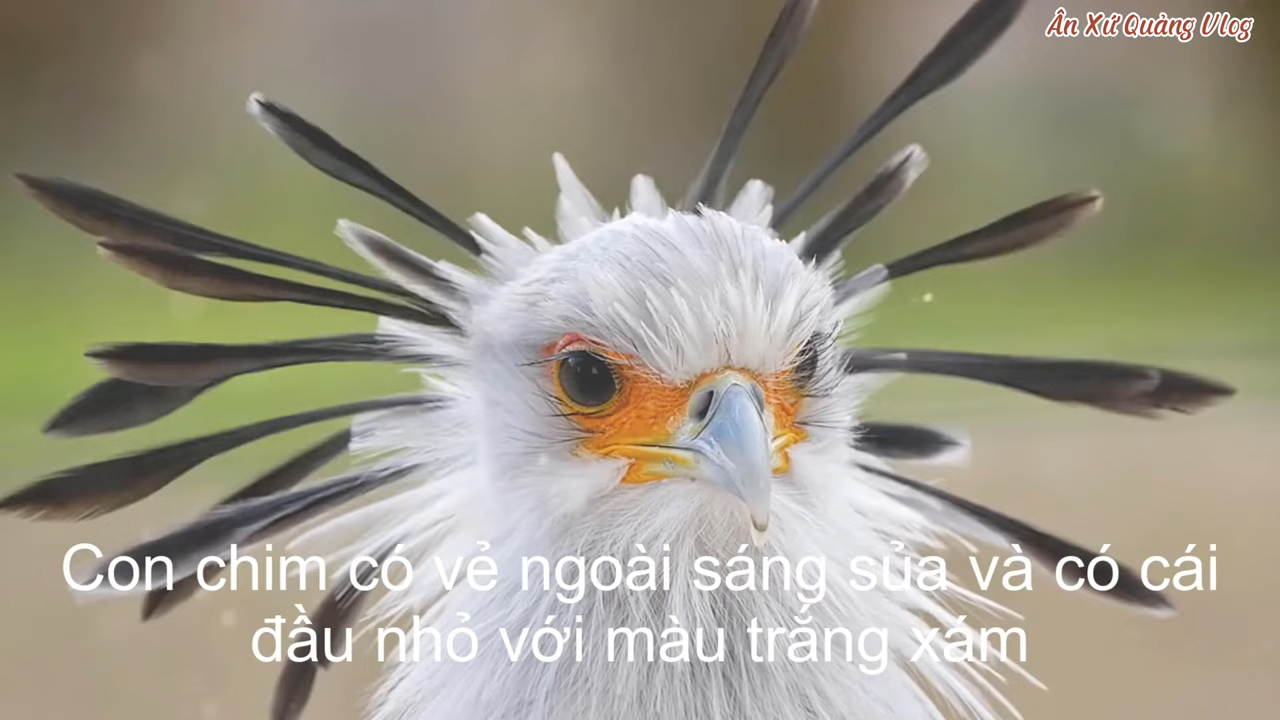 Ân Xứ Quảng Vlog
Con chim có vẻ ngoài sáng sủa và có cái
đầu nhỏ với màu trắng xám